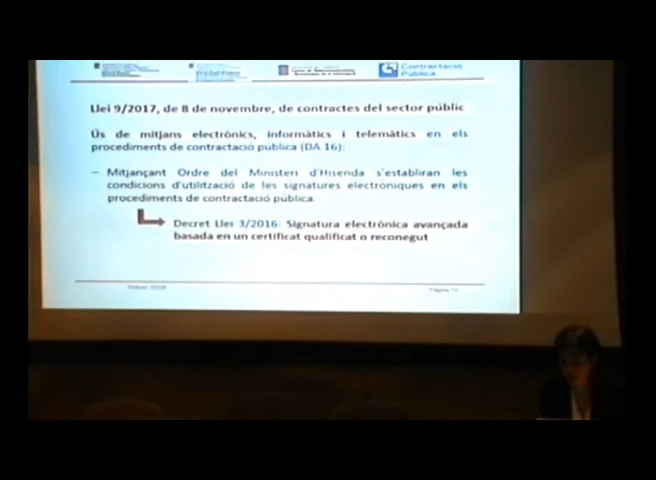 Contractació
Pública
Llei 9/2017, de 8 de novembre, de contractes del sector públic
Ús de mitjans electrònics, informàtics i telemàtics en els
procediments de contractació pública (DA 16):
– Mitjançant Ordre del Ministeri d'Hisenda s'establiran les
condicions d'utilització de les signatures electròniques en els
procediments de contractació pública.
Decret Llei 3/2016: Signatura electrònica avançada
basada en un certificat qualificat o reconegut